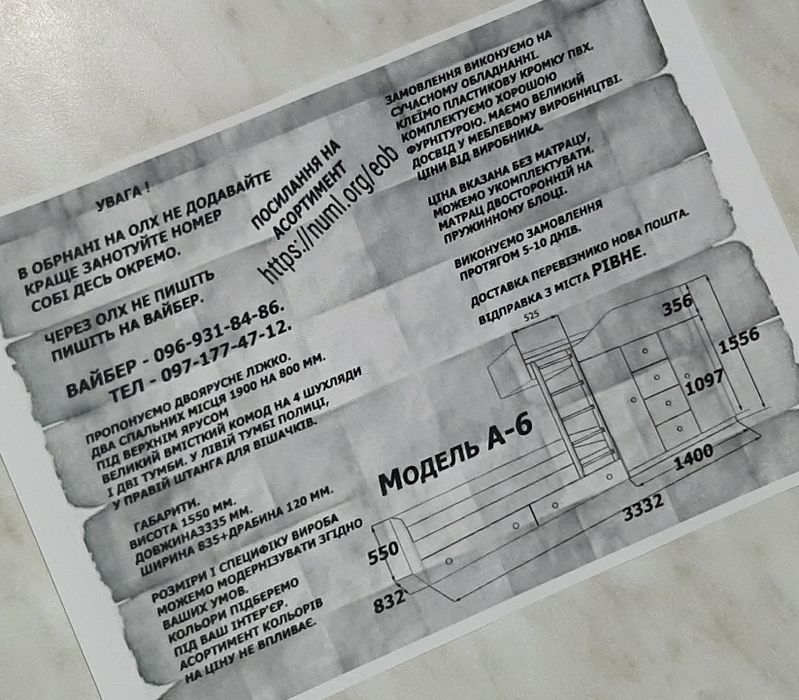 УВАГА !
В ОБРНАНІ НА ОЛХ НЕ ДОДАВАЙТЕ
КРАЩЕ ЗАНОТУЙТЕ НОМЕР
СОБІ ДЕСЬ ОКРЕМО.
ЧЕРЕЗ ОЛХ НЕ ПИШІТЬ
ПИШІТЬ НА ВАЙБЕР.
ВАЙБЕР - 096-931-84-86.
ТЕЛ - 097-177-47-12.
ПОСИЛАННЯ НА
АСОРТИМЕНТ
https://numl.org/eob
ЗАМОВЛЕННЯ ВИКОНУЄМО НА
СУЧАСНОМУ ОБЛАДНАННІ.
КЛЕЇМО ПЛАСТИКОВУ КРОМКУ ПВХ.
КОМПЛЕКТУЄМО ХОРОШОЮ
ФУРНІТУРОЮ. МАЄМО ВЕЛИКИЙ
ДОСВІД У МЕБЛЕВОМУ ВИРОБНИЦТВІ.
ЦІНИ ВІД ВИРОБНИКА.
ЦІНА ВКАЗАНА БЕЗ МАТРАЦУ,
МОЖЕМО УКОМПЛЕКТУВАТИ.
МАТРАЦ ДВОСТОРОННІЙ НА
ПРУЖИННОМУ БЛОЦІ.
ВИКОНУЄМО ЗАМОВЛЕННЯ
ПРОТЯГОМ 5-10 ДНІВ.
ДОСТАВКА ПЕРЕВІЗНИКО НОВА ПОШТА.
ВІДПРАВКА З МІСТА РІВНЕ.
ПРОПОНУЄМО ДВОЯРУСНЕ ЛІЖКО.
ДВА СПАЛЬНИХ МІСЦЯ 1900 НА 800 ММ.
ПІД ВЕРХНІМ ЯРУСОМ
ВЕЛИКИЙ ВМІСТКИЙ КОМОД НА 4 ШУХЛЯДИ
І ДВІ ТУМБИ. У ЛІВІЙ ТУМБІ ПОЛИЦІ,
У ПРАВІЙ ШТАНГА ДЛЯ ВІШАЧКІВ.
ГАБАРИТИ.
ВИСОТА 1550 ММ.
ДОВЖИНА3335 ММ.
ШИРИНА 835+ДРАБИНА 120 ММ.
РОЗМІРИ І СПЕЦИФІКУ ВИРОБА
МОЖЕМО МОДЕРНІЗУВАТИ ЗГІДНО
ВАШИХ УМОВ.
КОЛЬОРИ ПІДБЕРЕМО
ПІД ВАШ ІНТЕР'ЄР.
АСОРТИМЕНТ КОЛЬОРІВ
НА ЦІНУ НЕ ВПЛИВАЄ.
МОДЕЛЬ А-6
525
356
1556
1097
1400
3332
550
832